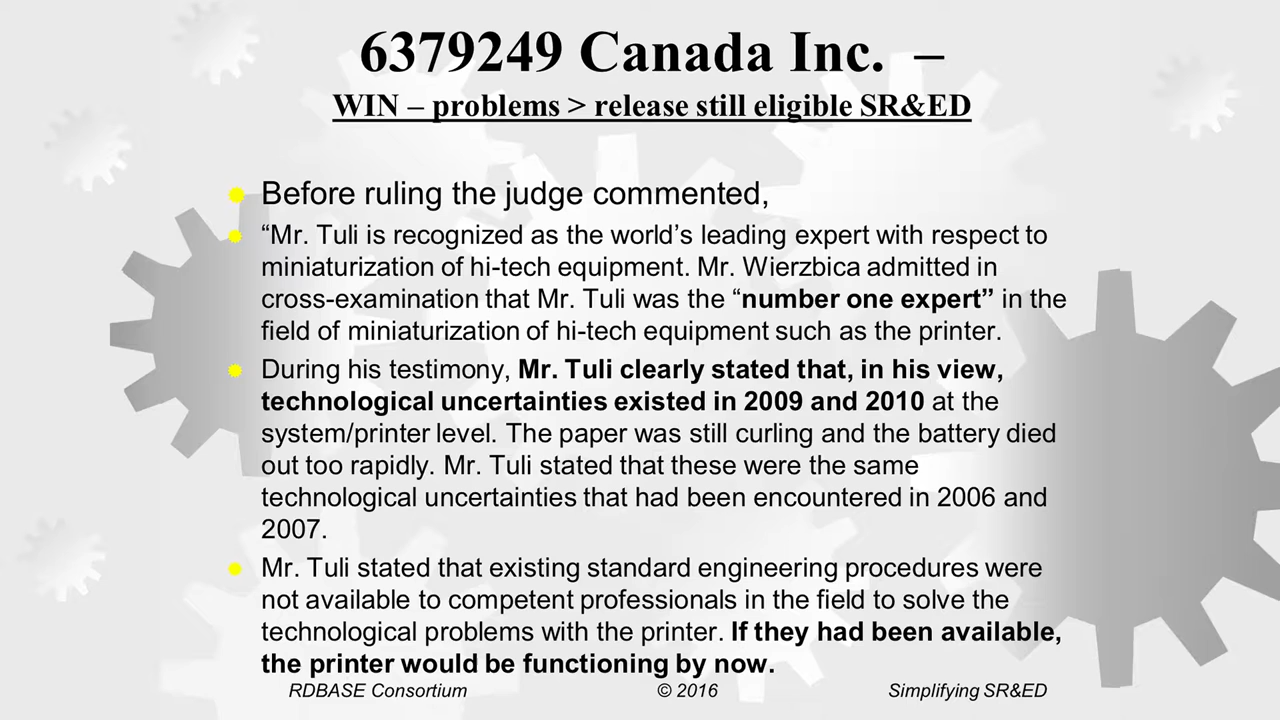 6379249 Canada Inc. –
WIN – problems > release still eligible SR&ED
Before ruling the judge commented,
“Mr. Tuli is recognized as the world’s leading expert with respect to
miniaturization of hi-tech equipment. Mr. Wierzbica admitted in
cross-examination that Mr. Tuli was the “number one expert” in the
field of miniaturization of hi-tech equipment such as the printer.
During his testimony, Mr. Tuli clearly stated that, in his view,
technological uncertainties existed in 2009 and 2010 at the
system/printer level. The paper was still curling and the battery died
out too rapidly. Mr. Tuli stated that these were the same
technological uncertainties that had been encountered in 2006 and
2007.
Mr. Tuli stated that existing standard engineering procedures were
not available to competent professionals in the field to solve the
technological problems with the printer. If they had been available,
the printer would be functioning by now.
RDBASE Consortium © 2016 Simplifying SR&ED